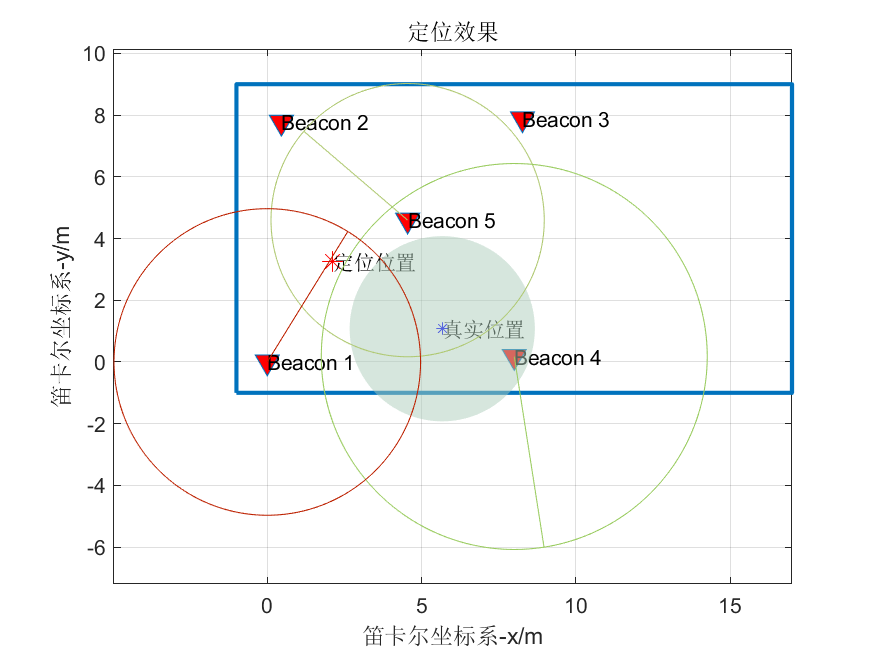 定位效果
10
8
6
4
2
0
-2
-4
-6
笛卡尔坐标系-y/m
Beacon 2
Beacon 3
Beacon 5
定位位置
真实位置
Beacon 1
Beacon 4
0
5
10
15
笛卡尔坐标系-x/m